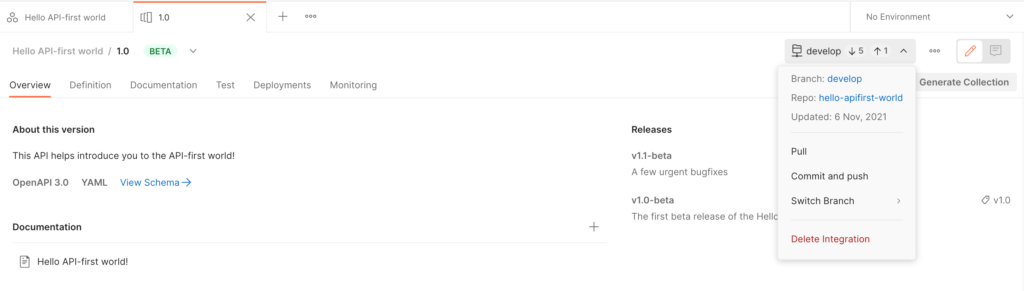 Hello API-first world
1.0
No Environment
Hello API-first world / 1.0
BETA
develop 5 1
Overview
Definition
Documentation
Test
Deployments
Monitoring
Generate Collection
Branch: develop
Repo: hello-apifirst-world
Updated: 6 Nov, 2021
Pull
Commit and push
Switch Branch
Delete Integration
About this version
This API helps introduce you to the API-first world!
OpenAPI 3.0
YAML
View Schema
Documentation
Hello API-first world!
Releases
v1.1-beta
A few urgent bugfixes
v1.0-beta
v1.0
The first beta release of the Hello